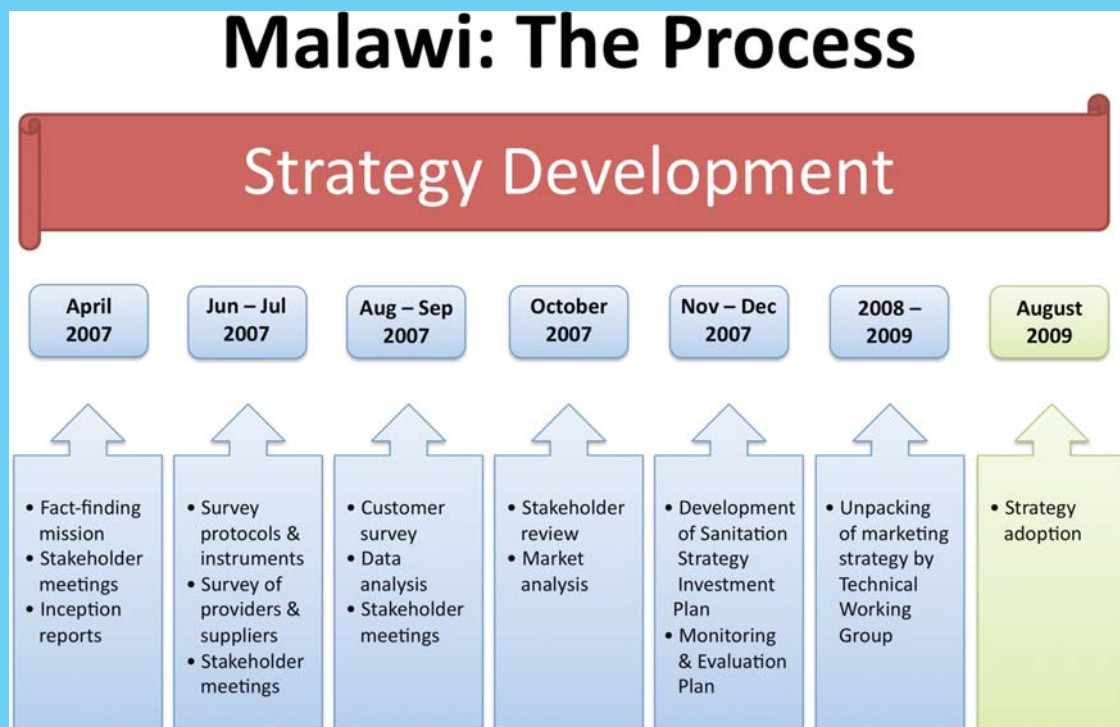 Malawi: The Process
Strategy Development
April
2007
Jun – Jul
2007
Aug – Sep
2007
October
2007
Nov – Dec
2007
2008 –
2009
August
2009
• Fact-finding
mission
• Stakeholder
meetings
• Inception
reports
• Survey
protocols &
instruments
• Survey of
providers &
suppliers
• Stakeholder
meetings
• Customer
survey
• Data
analysis
• Stakeholder
meetings
• Stakeholder
review
• Market
analysis
• Development
of Sanitation
Strategy
Investment
Plan
• Monitoring
& Evaluation
Plan
• Unpacking
of marketing
strategy by
Technical
Working
Group
• Strategy
adoption